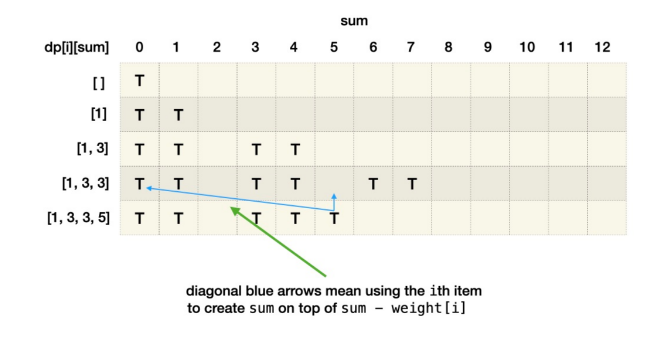 sum
dp[i][sum] 0 1 2 3 4 5 6 7 8 9 10 11 12
[ ] T
[1] T T
[1, 3] T T T T
[1, 3, 3] T T T T T T
[1, 3, 3, 5] T T T T T
diagonal blue arrows mean using the ith item
to create sum on top of sum - weight[i]